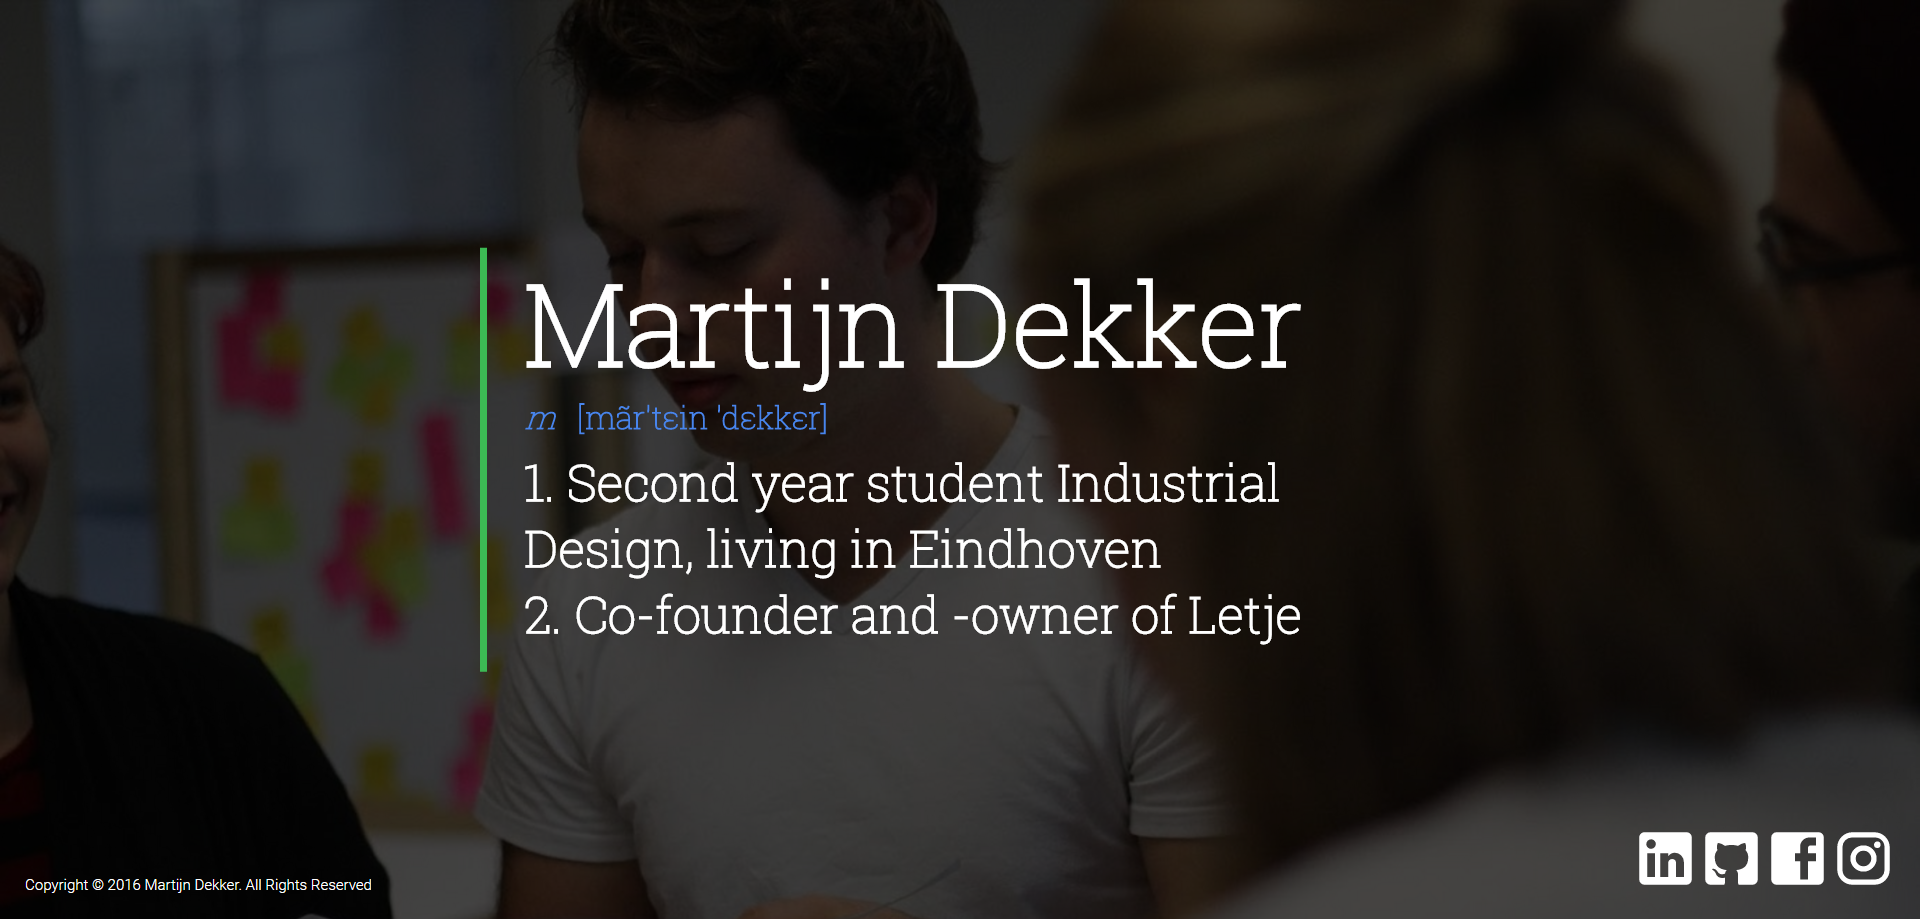 Martijn Dekker
m [mãr'tɛin 'dɛkkɛr]
1. Second year student Industrial
Design, living in Eindhoven
2. Co-founder and -owner of Letje
Copyright © 2016 Martijn Dekker. All Rights Reserved